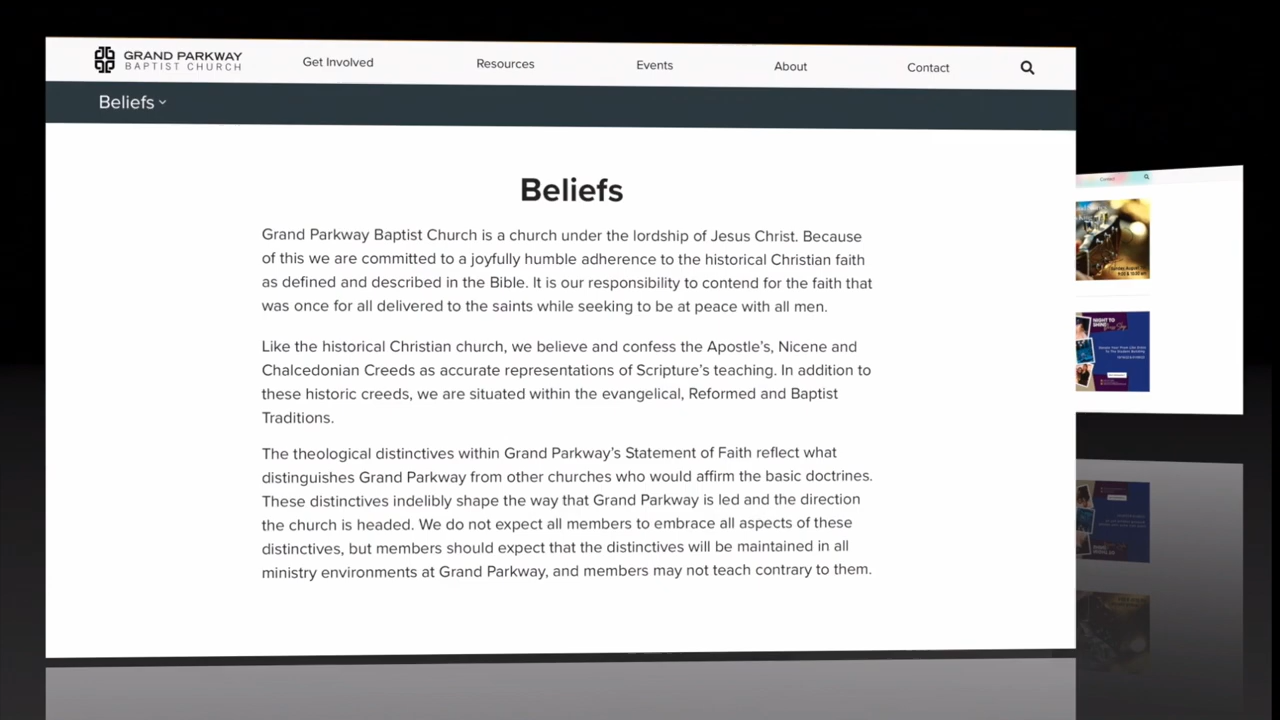 GRAND PARKWAY
BAPTIST CHURCH
Get Involved
Resources
Events
About
Contact
Beliefs
Beliefs
Grand Parkway Baptist Church is a church under the lordship of Jesus Christ. Because
of this we are committed to a joyfully humble adherence to the historical Christian faith
as defined and described in the Bible. It is our responsibility to contend for the faith that
was once for all delivered to the saints while seeking to be at peace with all men.
Like the historical Christian church, we believe and confess the Apostle's, Nicene and
Chalcedonian Creeds as accurate representations of Scripture's teaching. In addition to
these historic creeds, we are situated within the evangelical, Reformed and Baptist
Traditions.
The theological distinctives within Grand Parkway's Statement of Faith reflect what
distinguishes Grand Parkway from other churches who would affirm the basic doctrines.
These distinctives indelibly shape the way that Grand Parkway is led and the direction
the church is headed. We do not expect all members to embrace all aspects of these
distinctives, but members should expect that the distinctives will be maintained in all
ministry environments at Grand Parkway, and members may not teach contrary to them.
Contact
NIGHT TO
SHINE